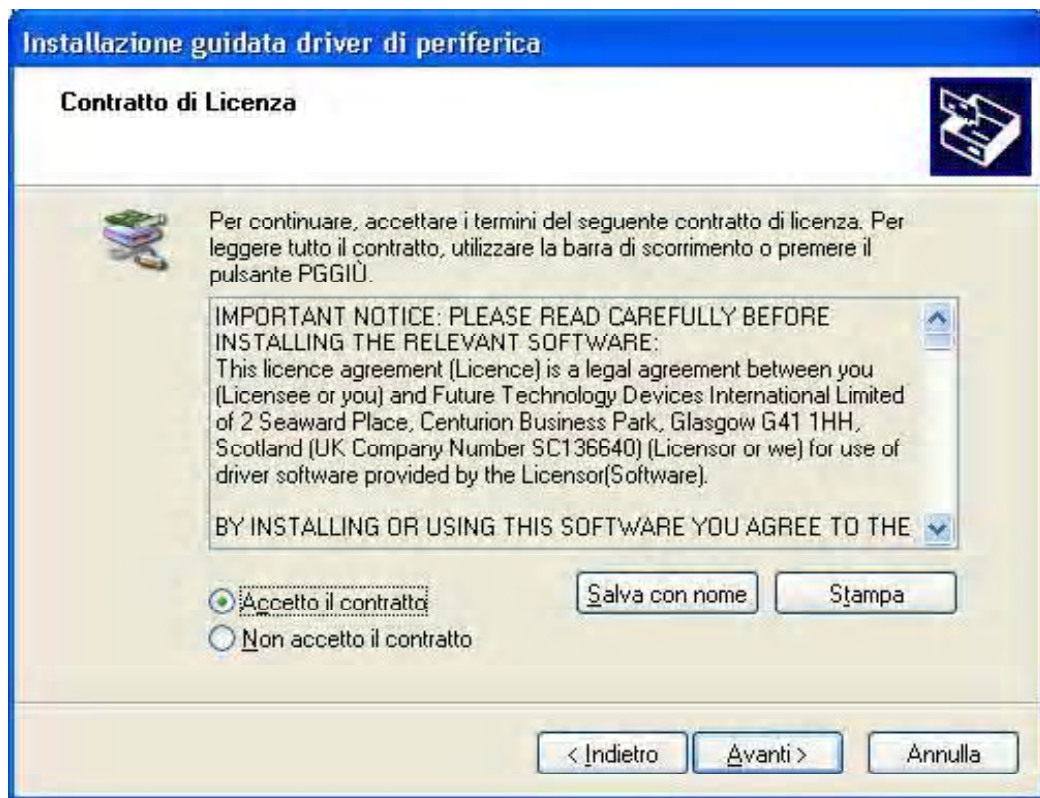 Installazione guidata driver di periferica
Contratto di Licenza
Per continuare, accettare i termini del seguente contratto di licenza. Per
leggere tutto il contratto, utilizzare la barra di scorrimento o premere il
pulsante PGGIÙ.
IMPORTANT NOTICE: PLEASE READ CAREFULLY BEFORE
INSTALLING THE RELEVANT SOFTWARE:
This licence agreement (Licence) is a legal agreement between you
(Licensee or you) and Future Technology Devices International Limited
of 2 Seaward Place, Centurion Business Park, Glasgow G41 1HH,
Scotland (UK Company Number SC136640) (Licensor or we) for use of
driver software provided by the Licensor(Software).
BY INSTALLING OR USING THIS SOFTWARE YOU AGREE TO THE
Accetto il contratto
Salva con nome
Stampa
Non accetto il contratto
< Indietro
Avanti >
Annulla